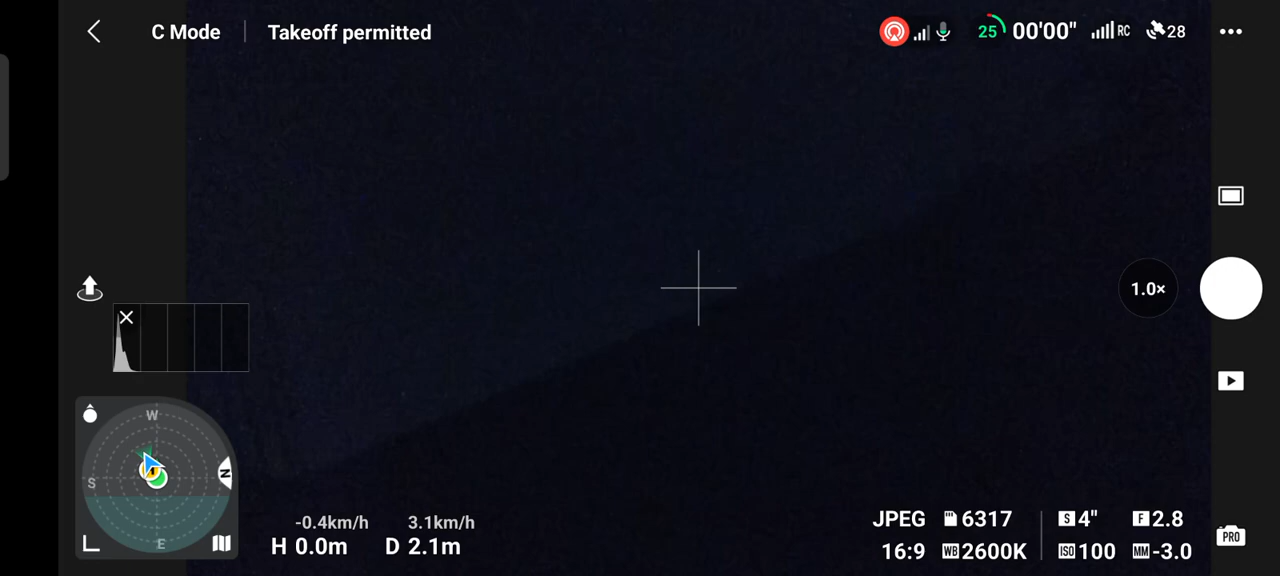 C Mode
Takeoff permitted
25
00'00"
RC
28
1.0×
W
S
N
E
-0.4km/h 3.1km/h
H 0.0m D 2.1m
JPEG 6317 S 4" F 2.8
16:9 WB 2600K ISO 100 MM -3.0
PRO